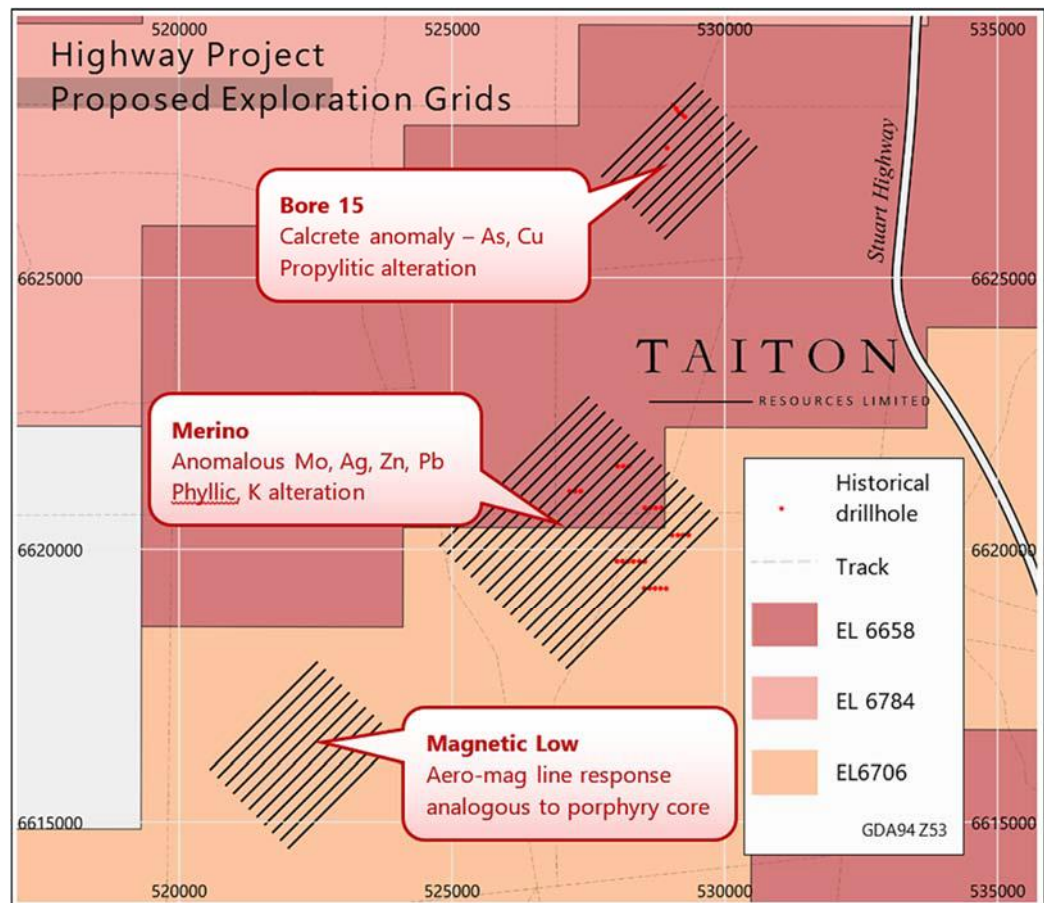 520000
525000
530000
535000
Highway Project
Proposed Exploration Grids
Stuart Highway
Bore 15
Calcrete anomaly – As, Cu
Propylitic alteration
6625000
6625000
TAITON
RESOURCES LIMITED
Merino
Anomalous Mo, Ag, Zn, Pb
Phyllic, K alteration
Historical
drillhole
6620000
6620000
Track
EL 6658
EL 6784
Magnetic Low
Aero-mag line response
analogous to porphyry core
EL6706
6615000
6615000
GDA94 Z53
520000
525000
530000
535000